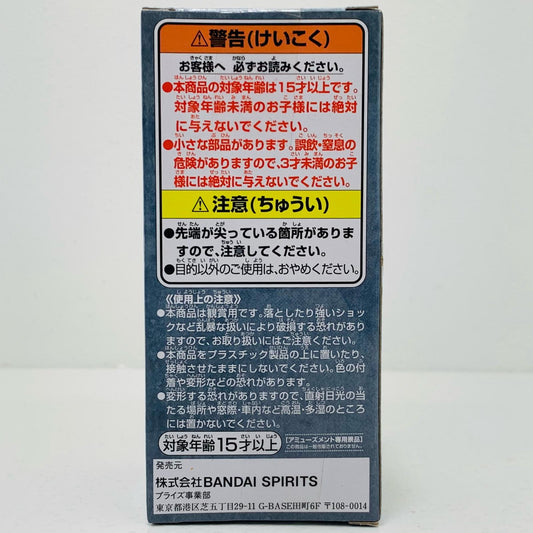 ⚠警告(けいこく)
お客様へ 必ずお読みください。
●本商品の対象年齢は15才以上です。
対象年齢未満のお子様には絶対
に与えないでください。
●小さな部品があります。誤飲・窒息の
危険がありますので、3才未満のお子
様には絶対に与えないでください。
⚠注意(ちゅうい)
●先端が尖っている箇所がありま
すので、注意してください。
●目的以外のご使用は、おやめください。
《使用上の注意》
●本商品は観賞用です。落としたり強いショッ
クなど乱暴な扱いにより破損する恐れがあり
ますので、お取り扱いにはご注意ください。
●本商品をプラスチック製品の上に置いたり、
接触させたままにしないでください。色の付
着や変形などの恐れがあります。
●変形する恐れがありますので、直射日光の当
たる場所や窓際・車内など高温・多湿のところ
には置かないでください。
対象年齢15才以上
[アミューズメント専用景品]
この商品は一般市販されておりません。
発売元
株式会社BANDAI SPIRITS
プライズ事業部
東京都港区芝五丁目29-11 G-BASE田町6F 〒108-0014